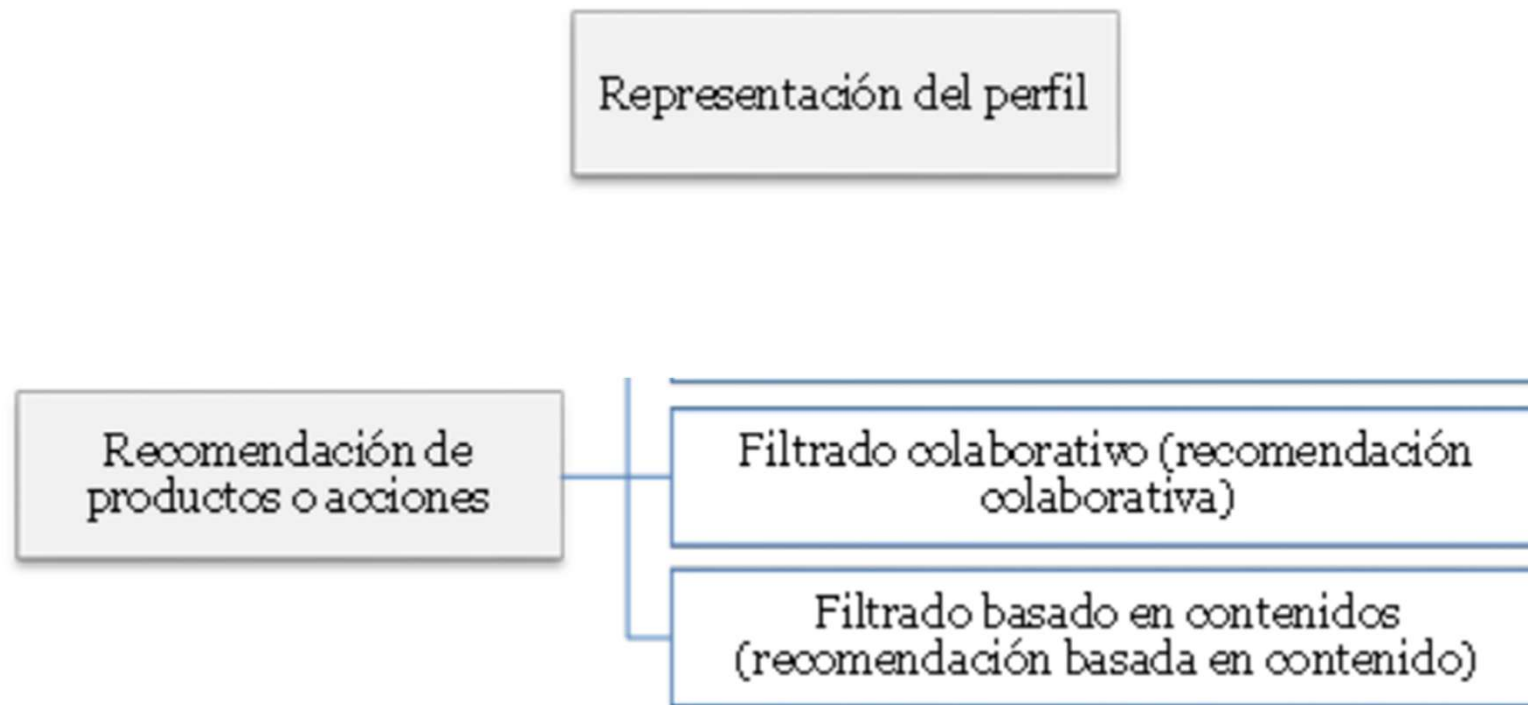 Representación del perfil
Recomendación de
productos o acciones
Filtrado colaborativo (recomendación
colaborativa)
Filtrado basado en contenidos
(recomendación basada en contenido)